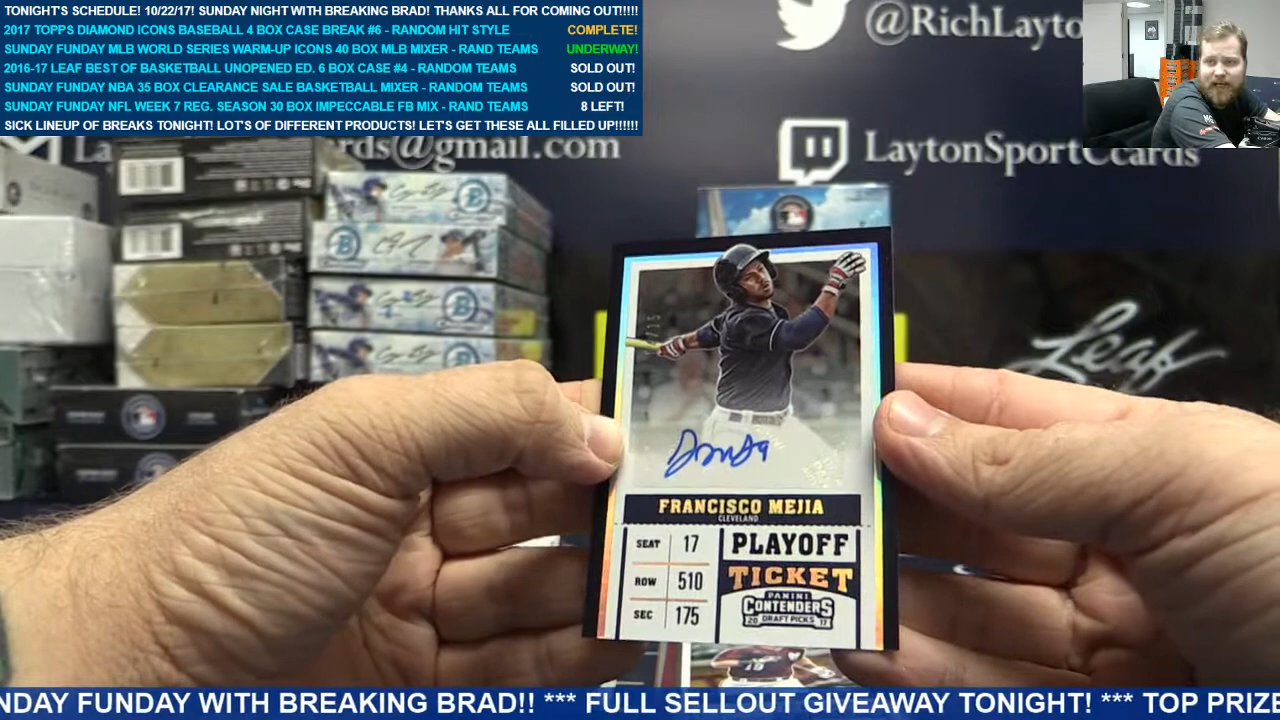 TONIGHT'S SCHEDULE! 10/22/17! SUNDAY NIGHT WITH BREAKING BRAD! THANKS ALL FOR COMING OUT!!!!!
2017 TOPPS DIAMOND ICONS BASEBALL 4 BOX CASE BREAK #6 - RANDOM HIT STYLE COMPLETE!
SUNDAY FUNDAY MLB WORLD SERIES WARM-UP ICONS 40 BOX MLB MIXER - RAND TEAMS UNDERWAY!
2016-17 LEAF BEST OF BASKETBALL UNOPENED ED. 6 BOX CASE #4 - RANDOM TEAMS SOLD OUT!
SUNDAY FUNDAY NBA 35 BOX CLEARANCE SALE BASKETBALL MIXER - RANDOM TEAMS SOLD OUT!
SUNDAY FUNDAY NFL WEEK 7 REG. SEASON 30 BOX IMPECCABLE FB MIX - RAND TEAMS 8 LEFT!
SICK LINEUP OF BREAKS TONIGHT! LOT'S OF DIFFERENT PRODUCTS! LET'S GET THESE ALL FILLED UP!!!!!!
@RichLayto
La ards@gmail.com
LaytonSportCcards
Leaf
FRANCISCO MEJIA
CLEVELAND
SEAT 17
ROW 510
SEC 175
PLAYOFF
TICKET
PANINI
CONTENDERS
20 DRAFT PICKS 17
NDAY FUNDAY WITH BREAKING BRAD!! *** FULL SELLOUT GIVEAWAY TONIGHT! *** TOP PRIZE